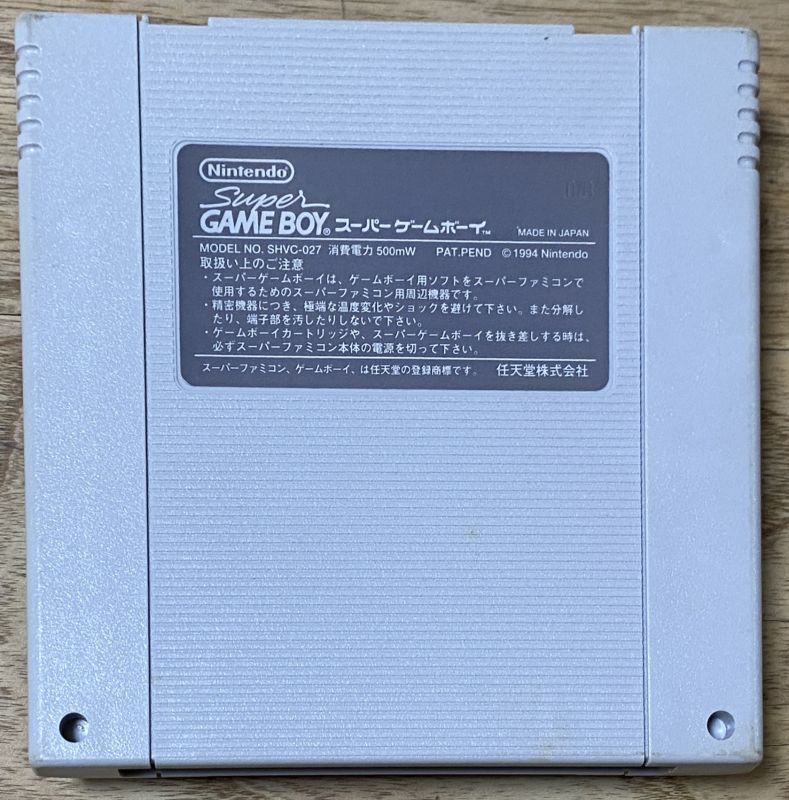 Nintendo
Super
GAME BOY® スーパーゲームボーイ™ MADE IN JAPAN
MODEL NO. SHVC-027 消費電力 500mW PAT.PEND ©1994 Nintendo
取扱い上のご注意
・スーパーゲームボーイは、ゲームボーイ用ソフトをスーパーファミコンで
使用するためのスーパーファミコン用周辺機器です。
・精密機器につき、極端な温度変化やショックを避けて下さい。また分解し
たり、端子部を汚したりしないで下さい。
・ゲームボーイカートリッジや、スーパーゲームボーイを抜き差しする時は、
必ずスーパーファミコン本体の電源を切って下さい。
スーパーファミコン、ゲームボーイ、は任天堂の登録商標です。 任天堂株式会社